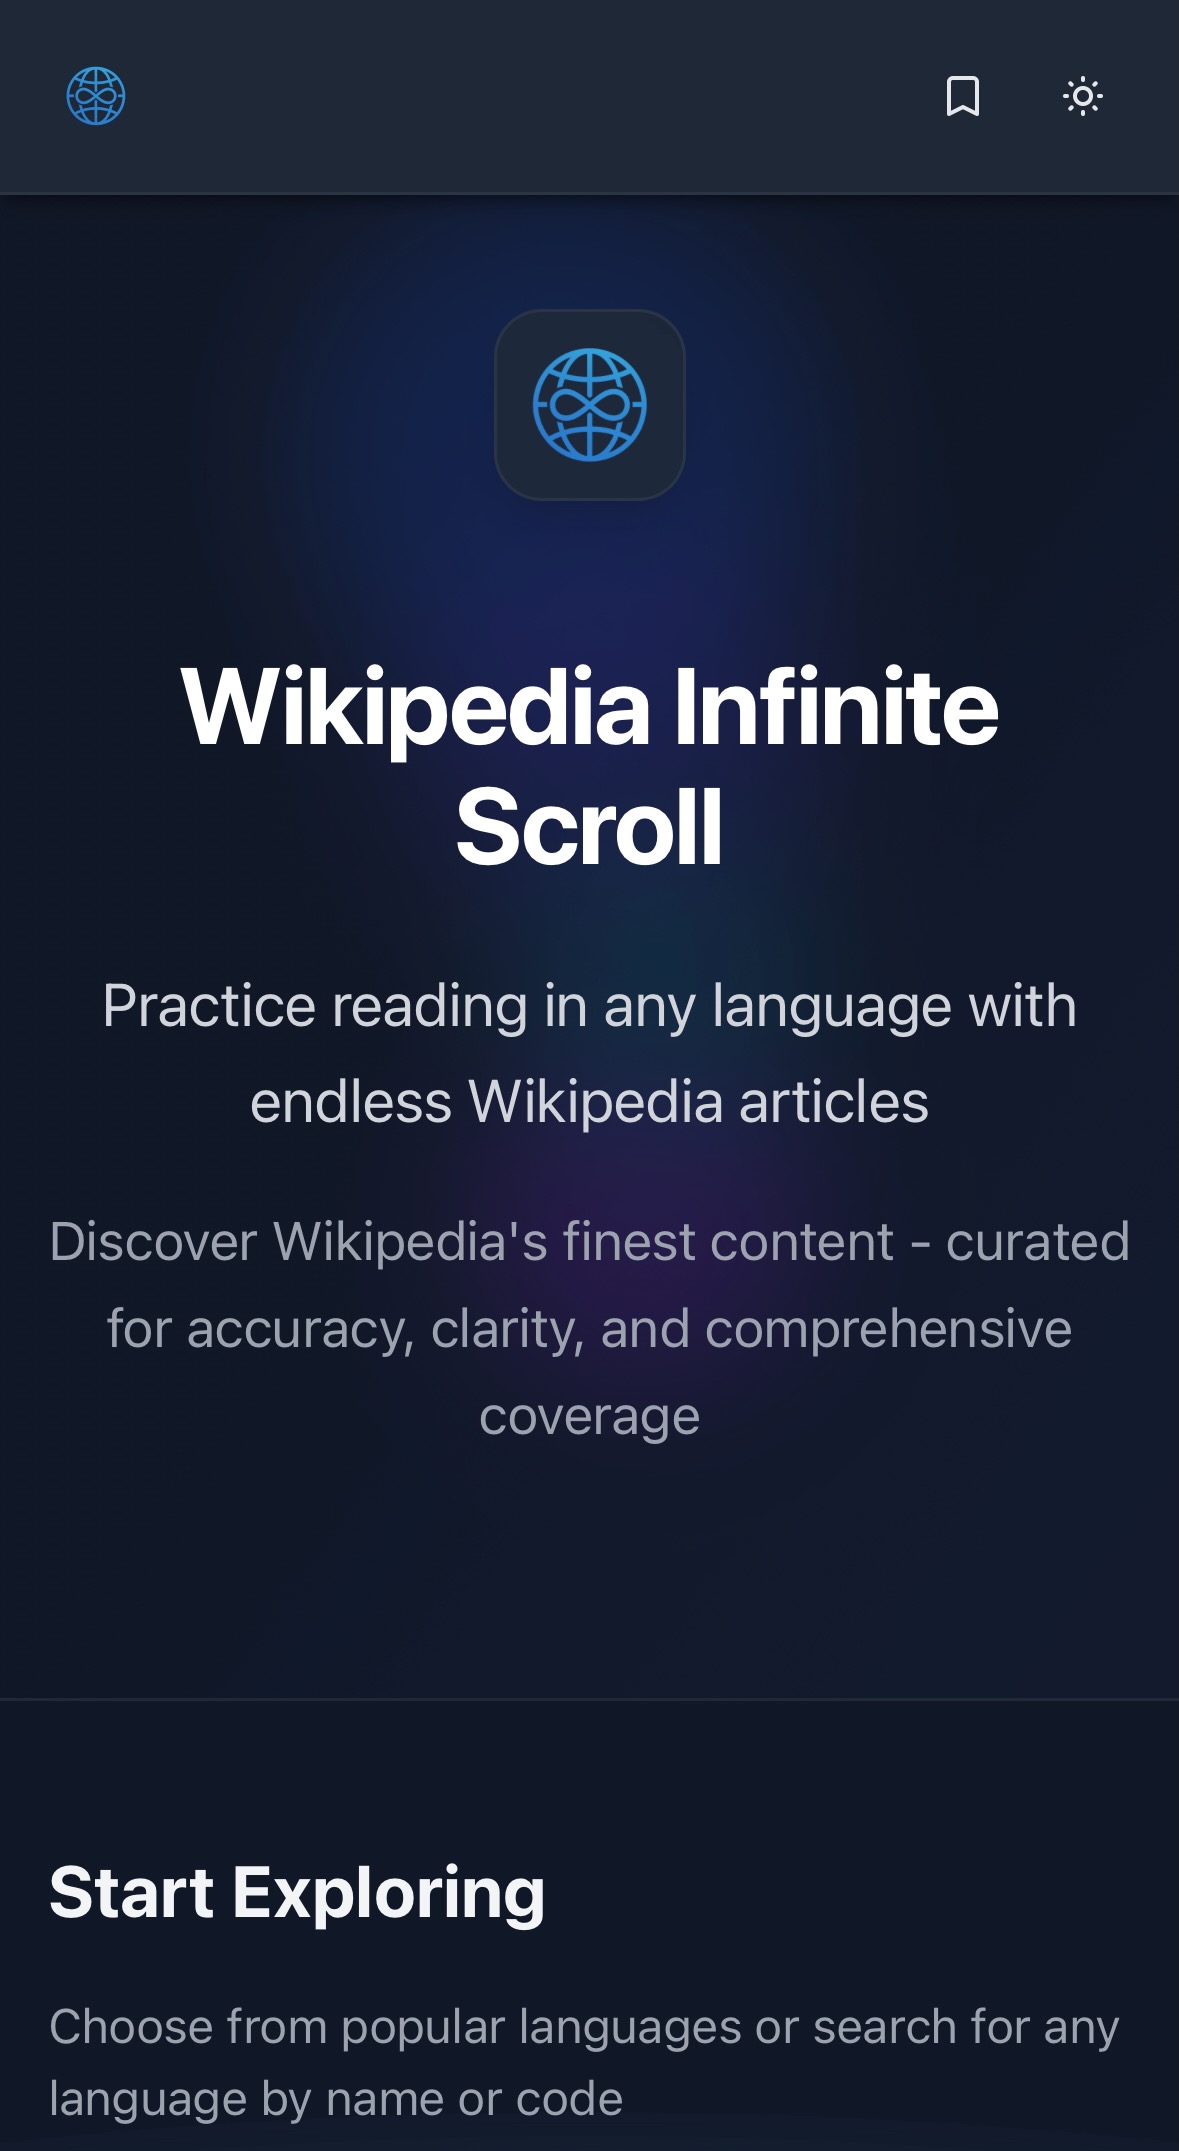 Wikipedia Infinite
Scroll
Practice reading in any language with
endless Wikipedia articles
Discover Wikipedia's finest content - curated
for accuracy, clarity, and comprehensive
coverage
Start Exploring
Choose from popular languages or search for any
language by name or code